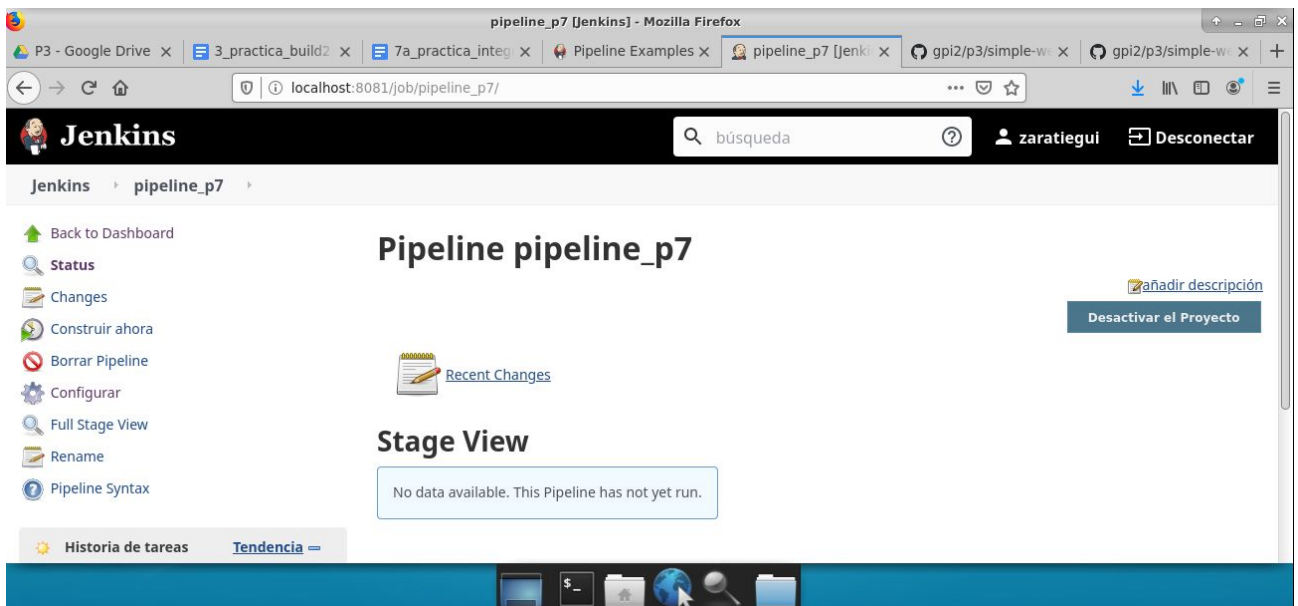 pipeline_p7 [Jenkins] - Mozilla Firefox
P3 - Google Drive
3_practica_build2
7a_practica_integ
Pipeline Examples
pipeline_p7 [Jenki
gpi2/p3/simple-we
gpi2/p3/simple-we
localhost:8081/job/pipeline_p7/
Jenkins
búsqueda
zaratiegui
Desconectar
Jenkins
pipeline_p7
Back to Dashboard
Status
Changes
Construir ahora
Borrar Pipeline
Configurar
Full Stage View
Rename
Pipeline Syntax
Historia de tareas
Tendencia
Pipeline pipeline_p7
añadir descripción
Desactivar el Proyecto
Recent Changes
Stage View
No data available. This Pipeline has not yet run.
$_